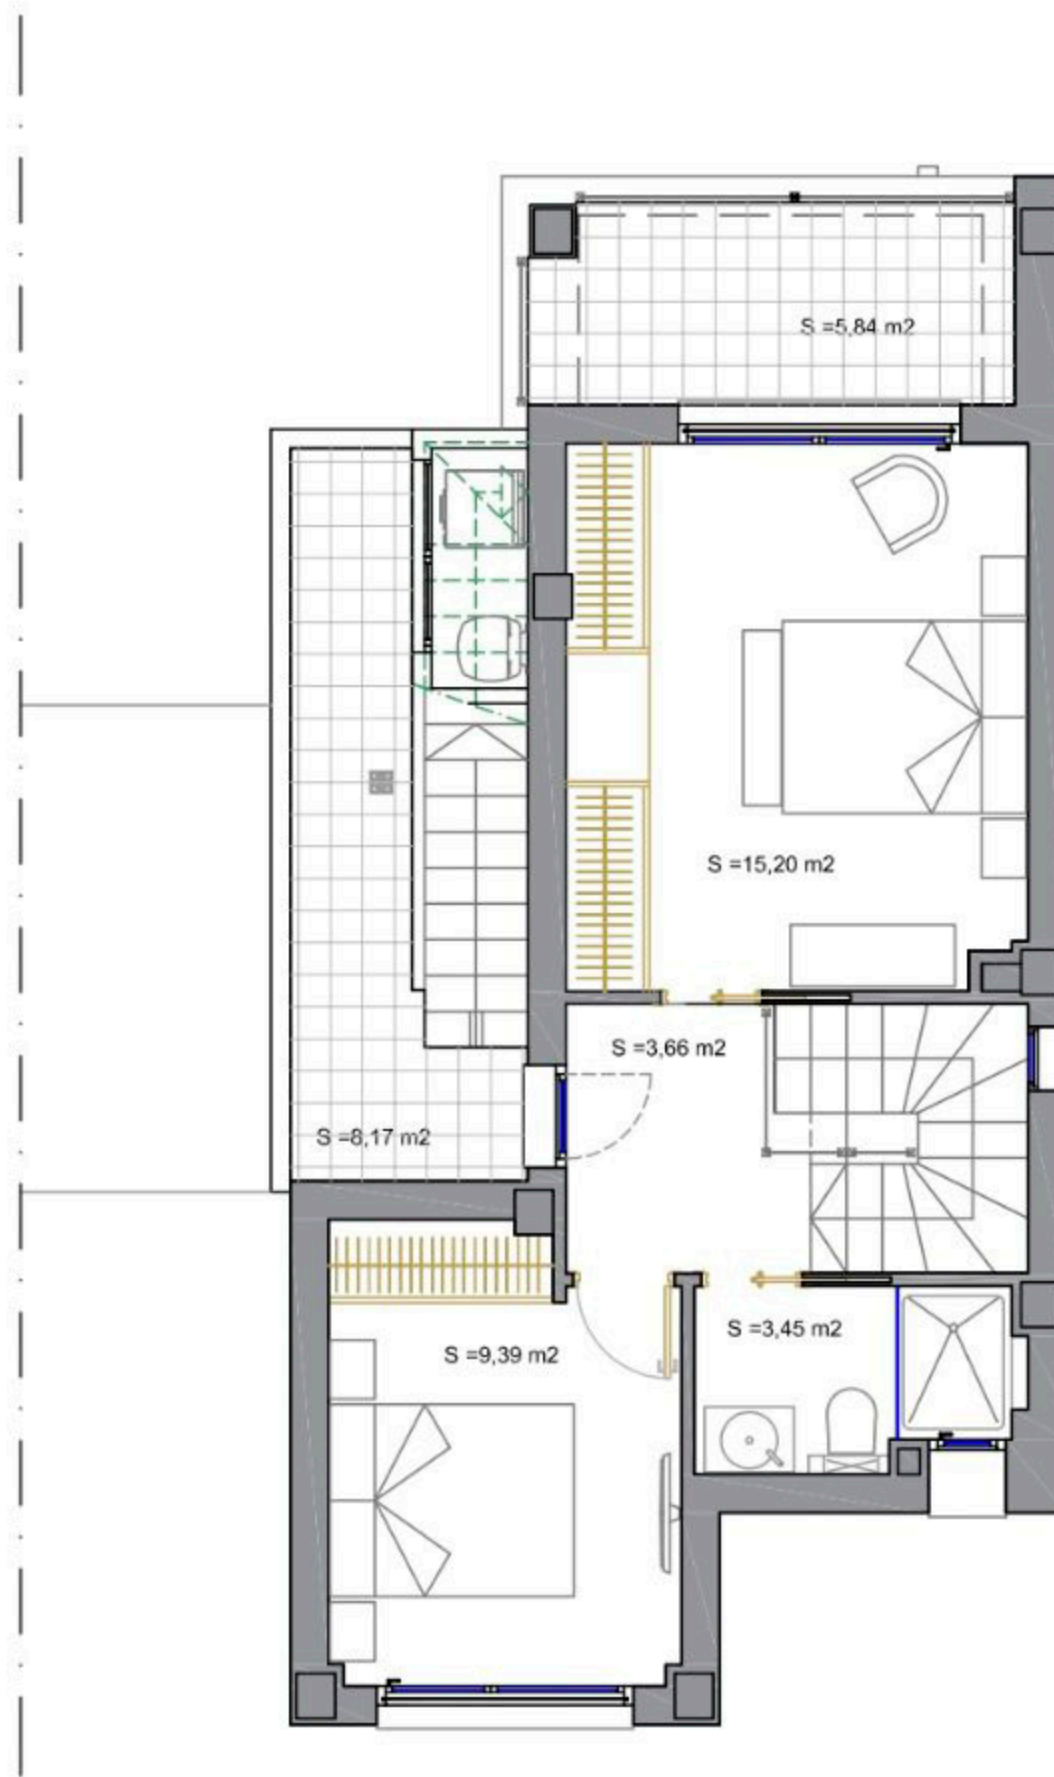 S =5,84 m2
S =15,20 m2
S =3,66 m2
S =8,17 m2
S =3,45 m2
S =9,39 m2